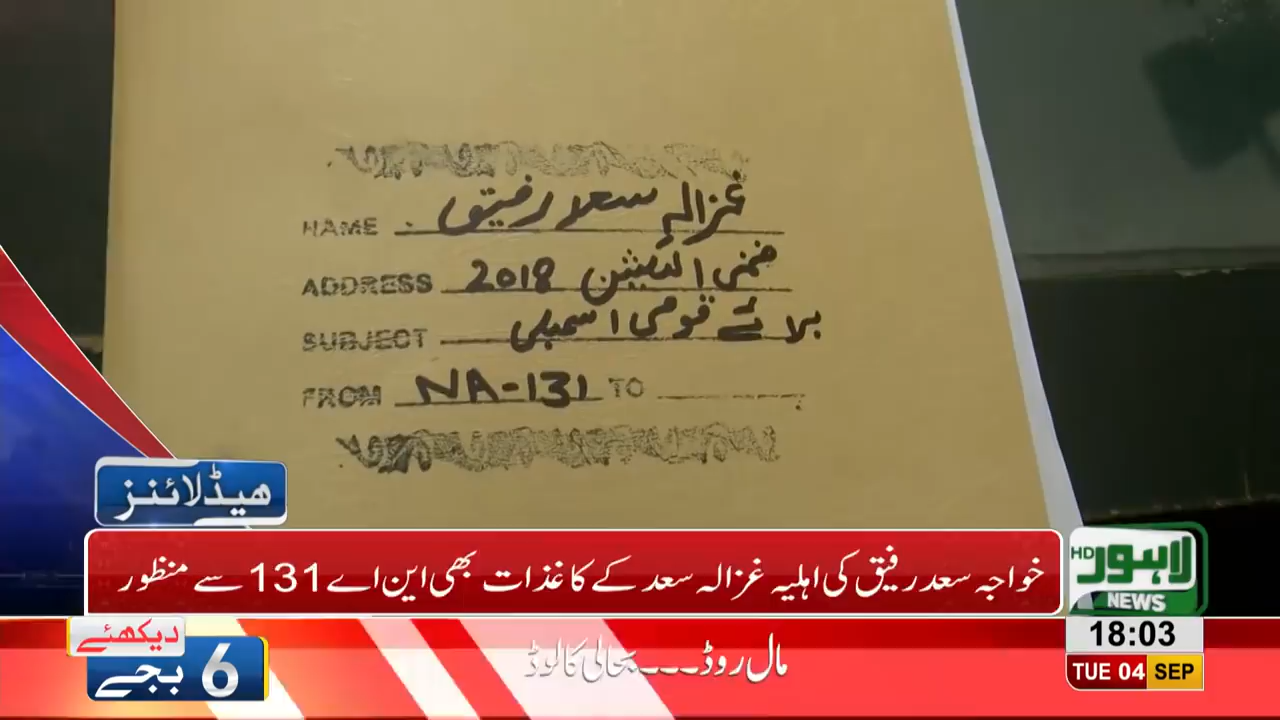 NAME غزالہ سعد رفیق
ADDRESS ضمنی الیکشن 2018
SUBJECT برائے قومی اسمبلی
FROM NA-131 TO
ھیڈلائنز
خواجہ سعد رفیق کی اہلیہ غزالہ سعد کے کاغذات بھی این اے 131 سے منظور
HD لاہور
NEWS
18:03
TUE 04 SEP
دیکھئے
6 بجے
مال روڈ۔۔۔بحالی کا لوڈ